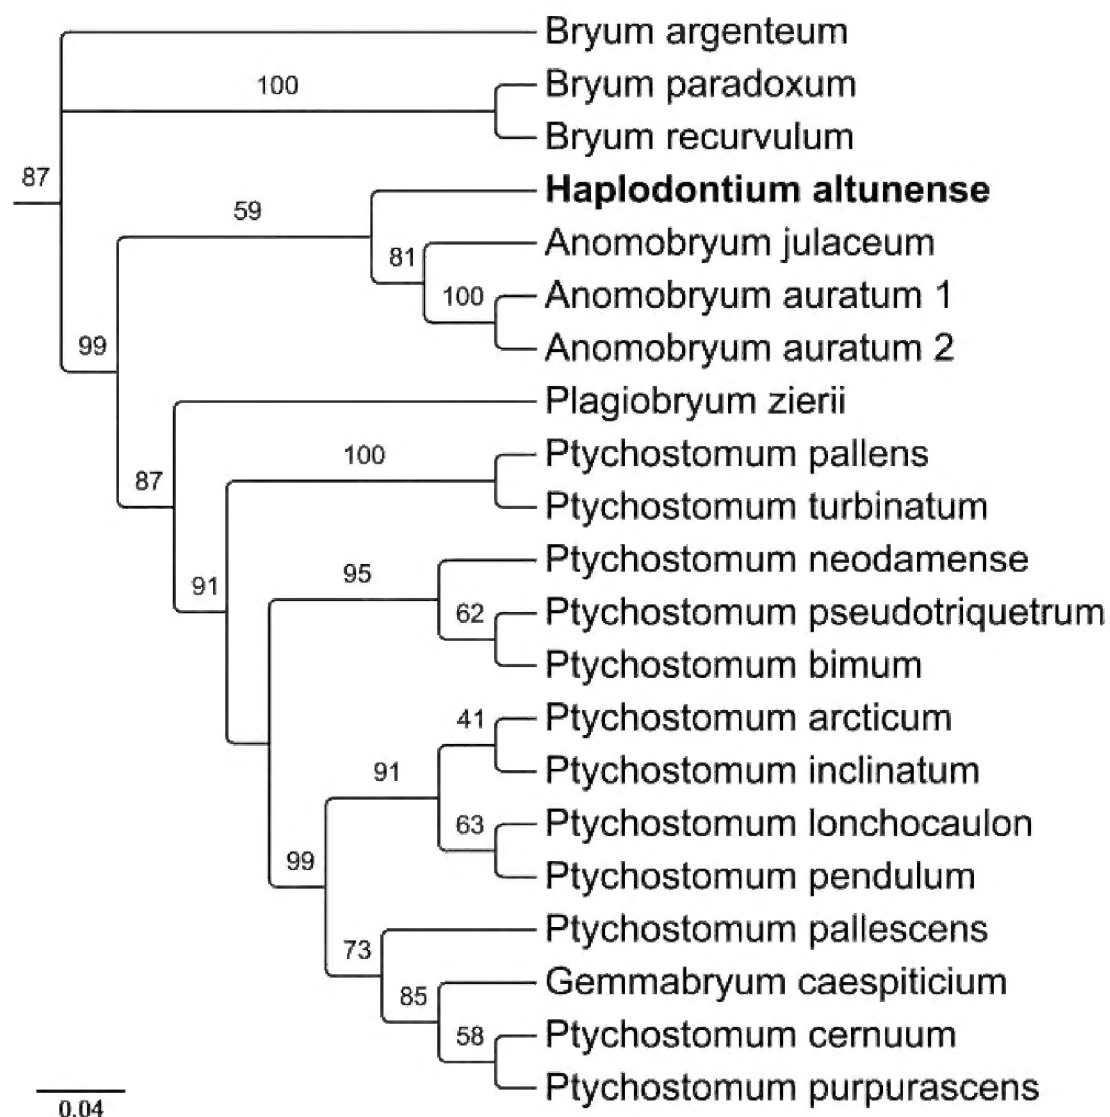 Bryum argenteum
100
Bryum paradoxum
Bryum recurvulum
87
Haplodontium altunense
59
Anomobryum julaceum
81
100
Anomobryum auratum 1
Anomobryum auratum 2
99
Plagiobryum zierii
100
Ptychostomum pallens
87
Ptychostomum turbinatum
Ptychostomum neodamense
95
91
62
Ptychostomum pseudotriquetrum
Ptychostomum bimum
41
Ptychostomum arcticum
91
Ptychostomum inclinatum
63
Ptychostomum lonchocaulon
99
Ptychostomum pendulum
Ptychostomum pallescens
73
Gemmabryum caespiticium
85
58
Ptychostomum cernuum
Ptychostomum purpurascens
0.04